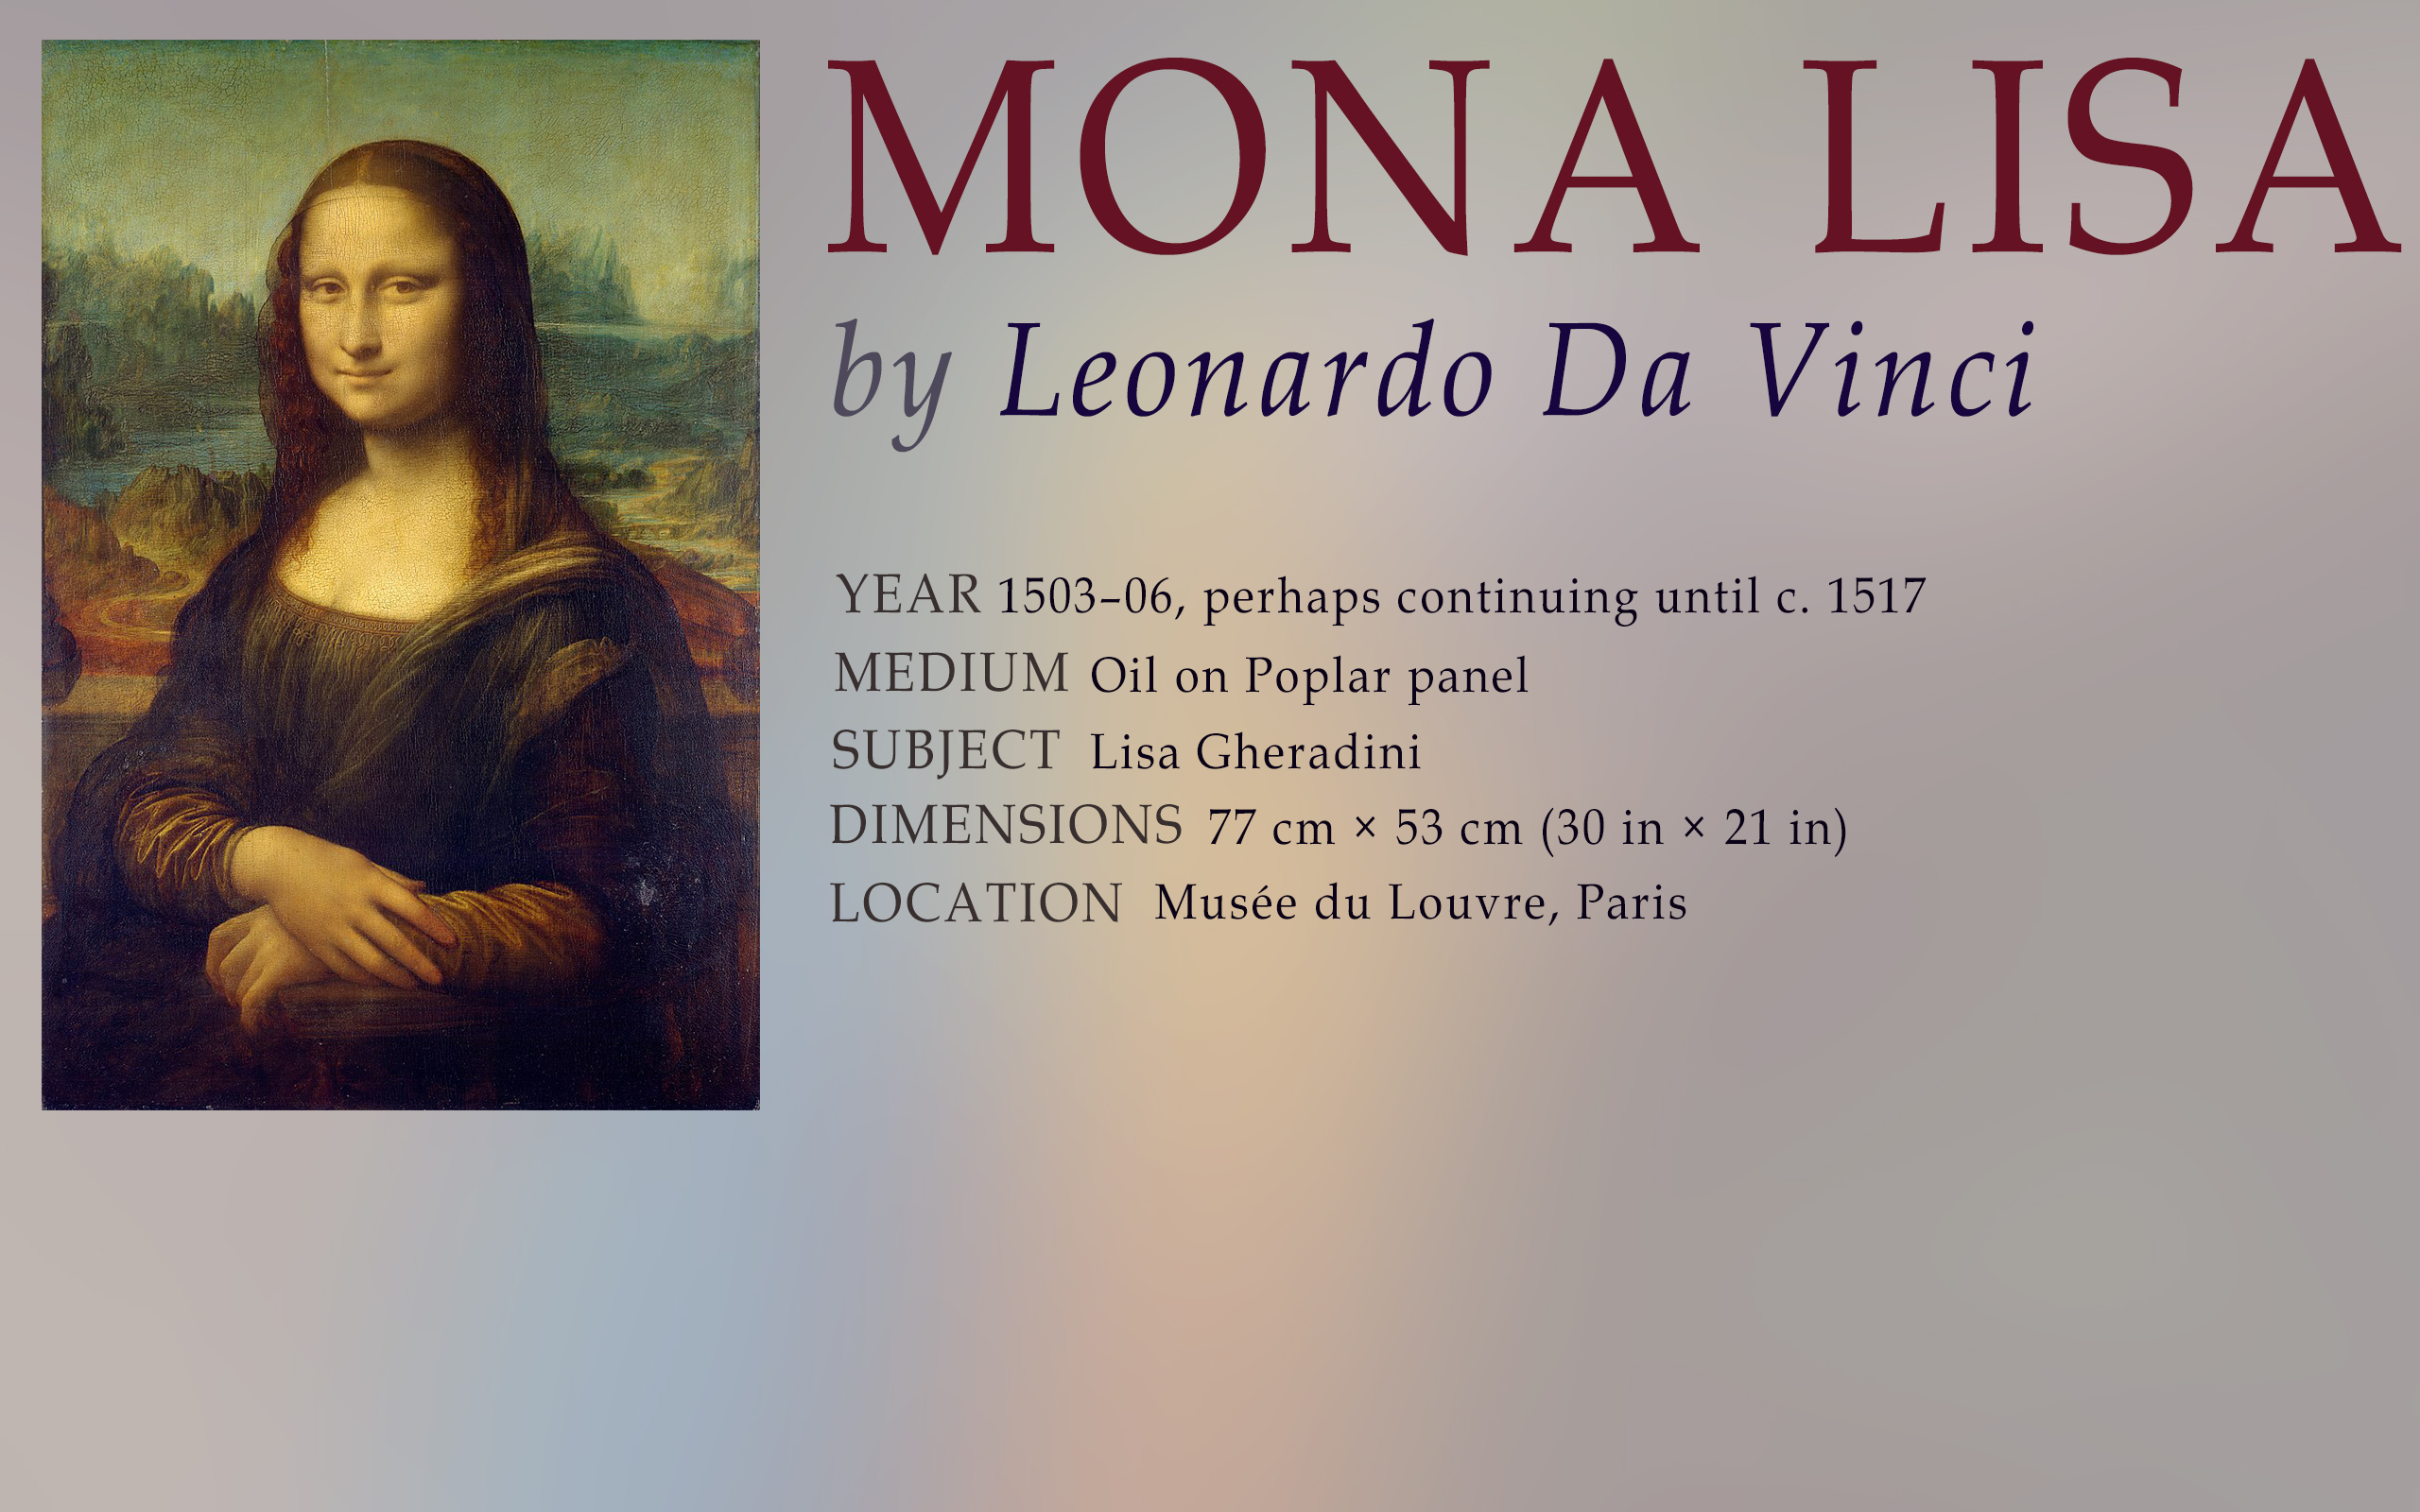 MONA LISA
by Leonardo Da Vinci
YEAR 1503–06, perhaps continuing until c. 1517
MEDIUM Oil on Poplar panel
SUBJECT Lisa Gheradini
DIMENSIONS 77 cm × 53 cm (30 in × 21 in)
LOCATION Musée du Louvre, Paris